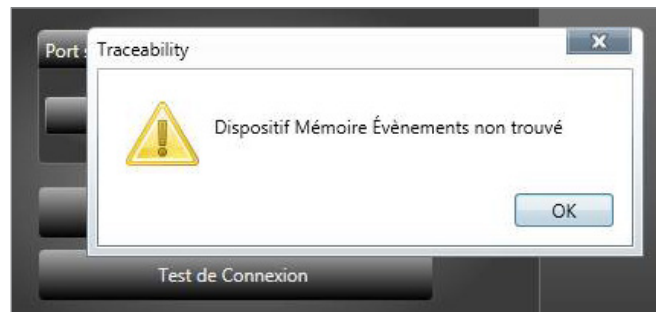 Port
Traceability
Dispositif Mémoire Évènements non trouvé
OK
Test de Connexion